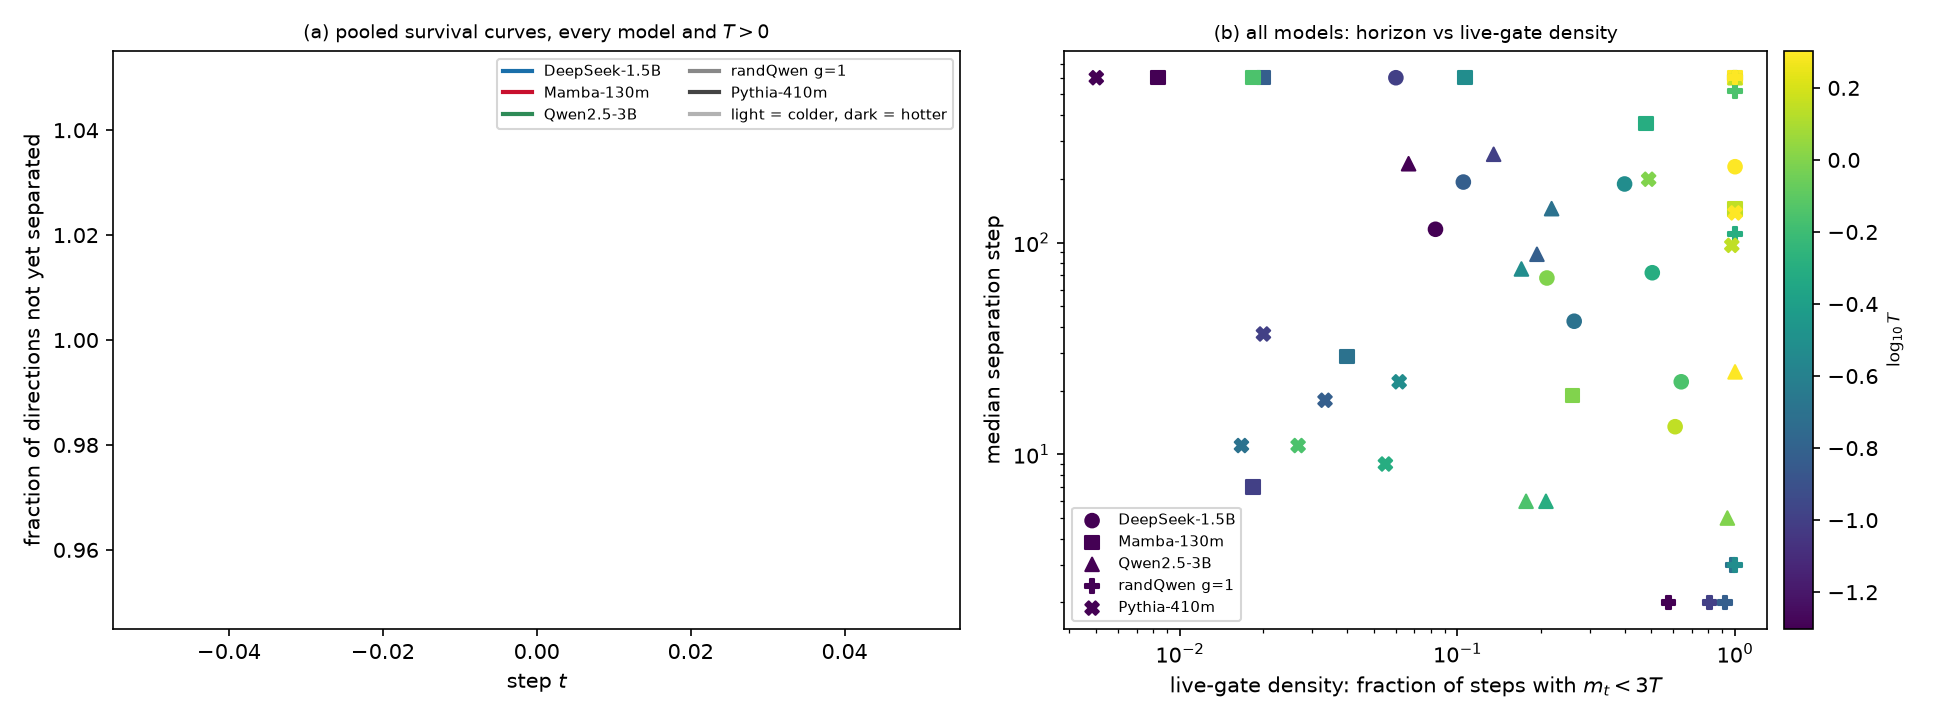 (a) pooled survival curves, every model and T > 0
fraction of directions not yet separated
1.04
1.02
1.00
0.98
0.96
−0.04 −0.02 0.00 0.02 0.04
step t
DeepSeek-1.5B
Mamba-130m
Qwen2.5-3B
randQwen g=1
Pythia-410m
light = colder, dark = hotter
(b) all models: horizon vs live-gate density
median separation step
10²
10¹
10⁻² 10⁻¹ 10⁰
live-gate density: fraction of steps with mₜ < 3T
DeepSeek-1.5B
Mamba-130m
Qwen2.5-3B
randQwen g=1
Pythia-410m
0.2
0.0
−0.2
−0.4
−0.6
−0.8
−1.0
−1.2
log₁₀ T